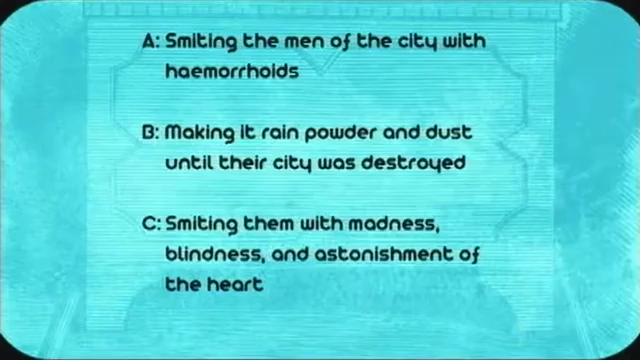 A: Smiting the men of the city with
haemorrhoids
B: Making it rain powder and dust
until their city was destroyed
C: Smiting them with madness,
blindness, and astonishment of
the heart